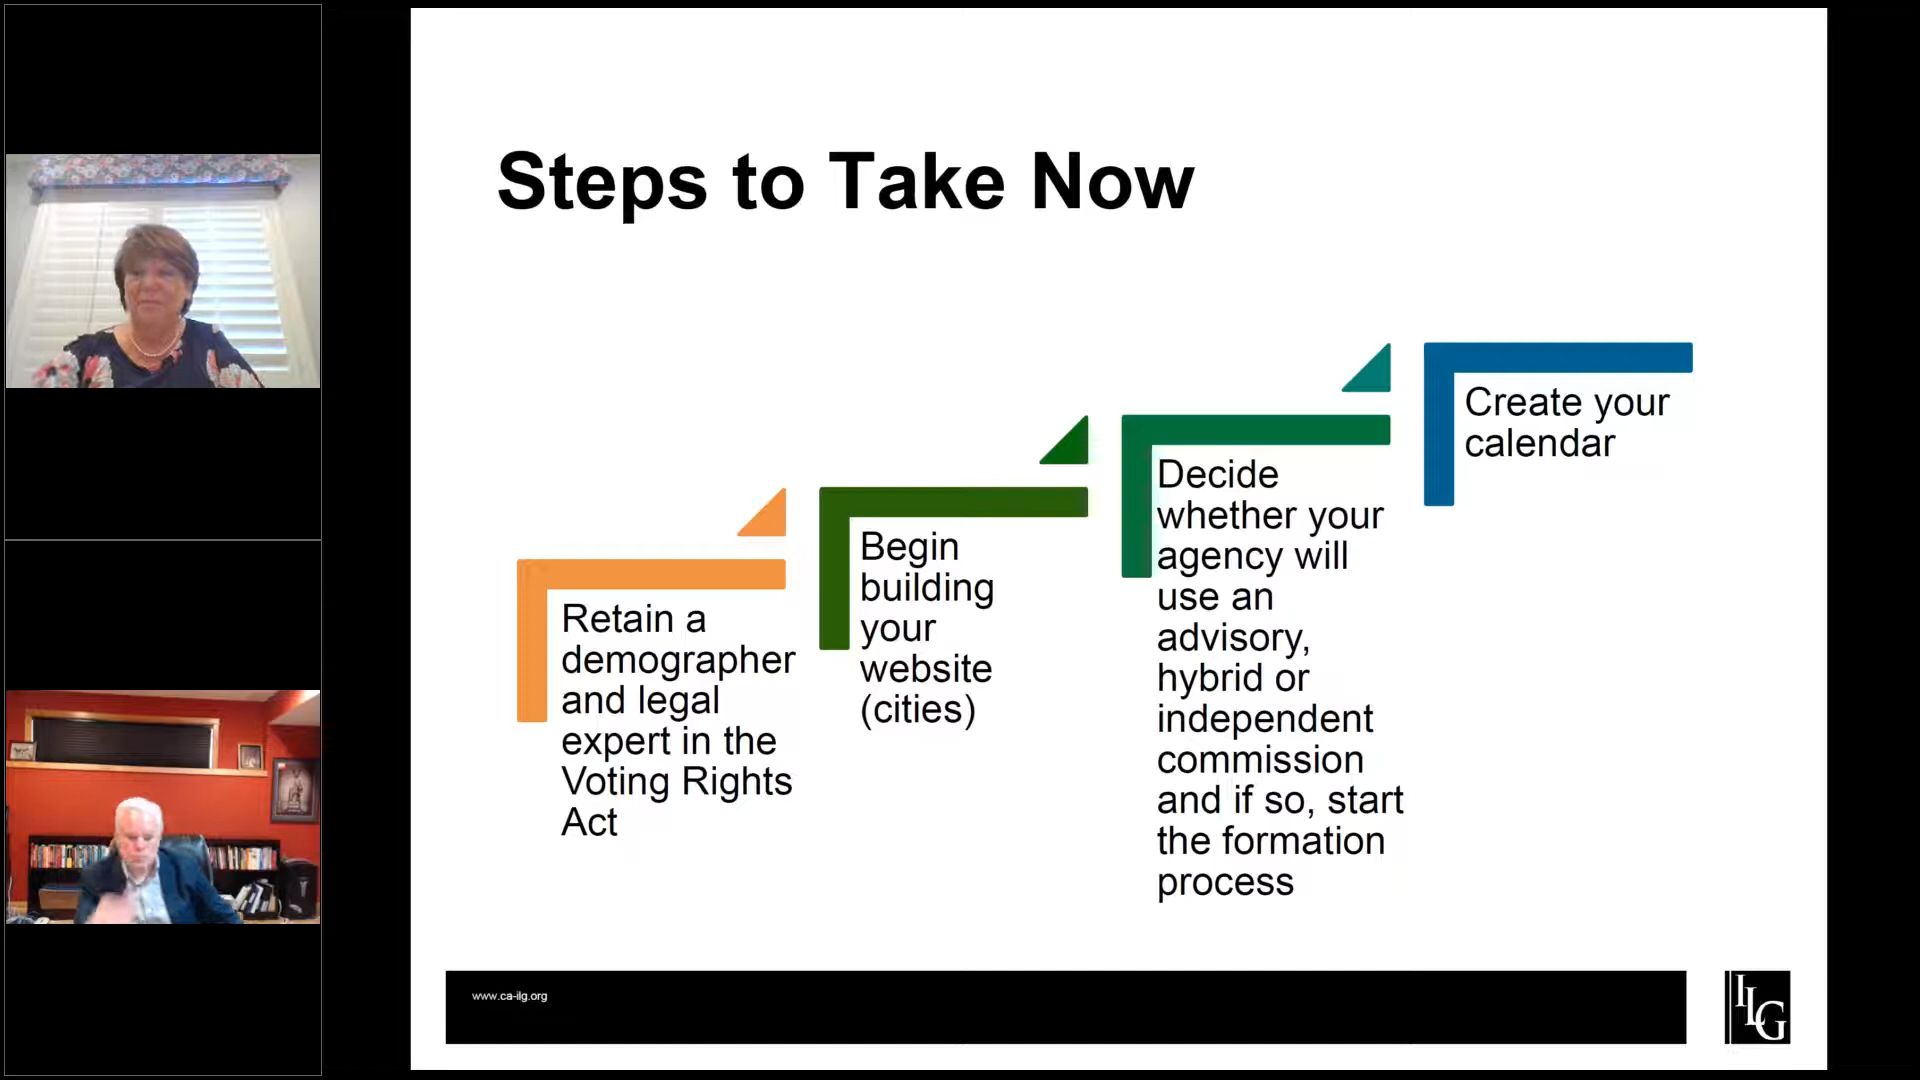 Steps to Take Now
Retain a
demographer
and legal
expert in the
Voting Rights
Act
Begin
building
your
website
(cities)
Decide
whether your
agency will
use an
advisory,
hybrid or
independent
commission
and if so, start
the formation
process
Create your
calendar
www.ca-ilg.org
ILG